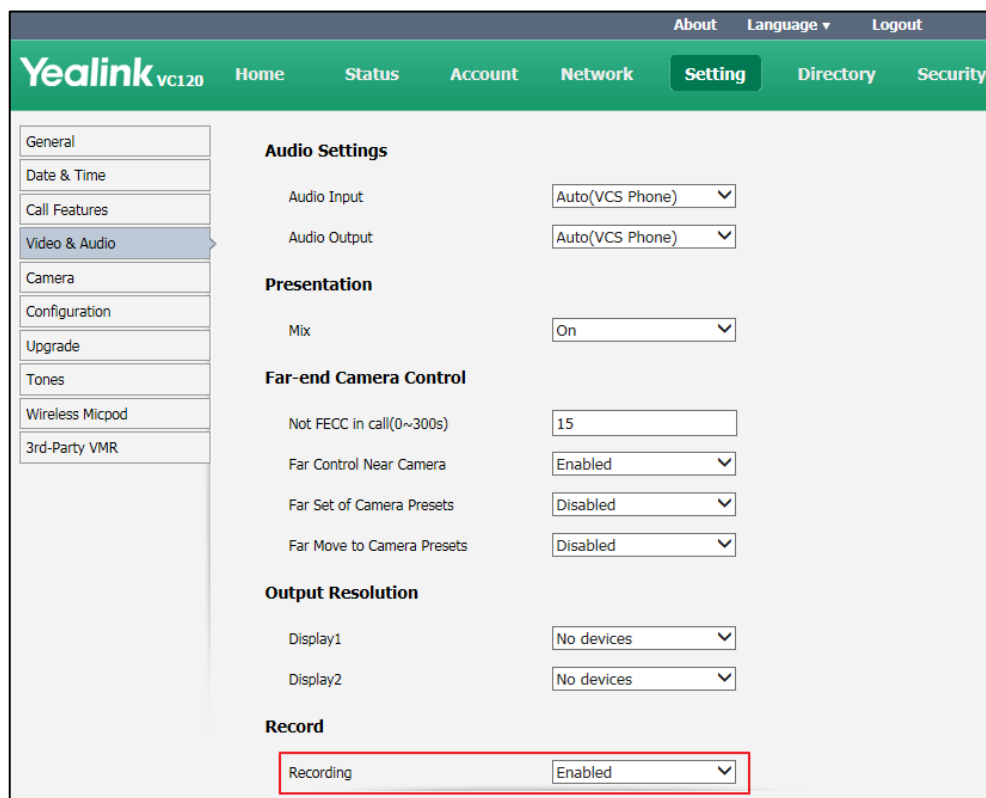 About Language ▾ Logout
Yealink VC120 Home Status Account Network Setting Directory Security
General
Date & Time
Call Features
Video & Audio
Camera
Configuration
Upgrade
Tones
Wireless Micpod
3rd-Party VMR
Audio Settings
Audio Input Auto(VCS Phone)
Audio Output Auto(VCS Phone)
Presentation
Mix On
Far-end Camera Control
Not FECC in call(0~300s) 15
Far Control Near Camera Enabled
Far Set of Camera Presets Disabled
Far Move to Camera Presets Disabled
Output Resolution
Display1 No devices
Display2 No devices
Record
Recording Enabled